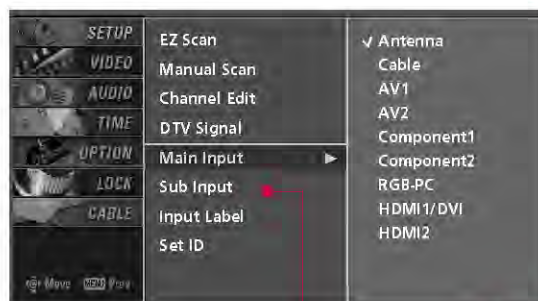 SETUP
VIDEO
AUDIO
TIME
OPTION
LOCK
CABLE
Move MENU Prev
EZ Scan
Manual Scan
Channel Edit
DTV Signal
Main Input ▶
Sub Input
Input Label
Set ID
√ Antenna
Cable
AV1
AV2
Component1
Component2
RGB-PC
HDMI1/DVI
HDMI2